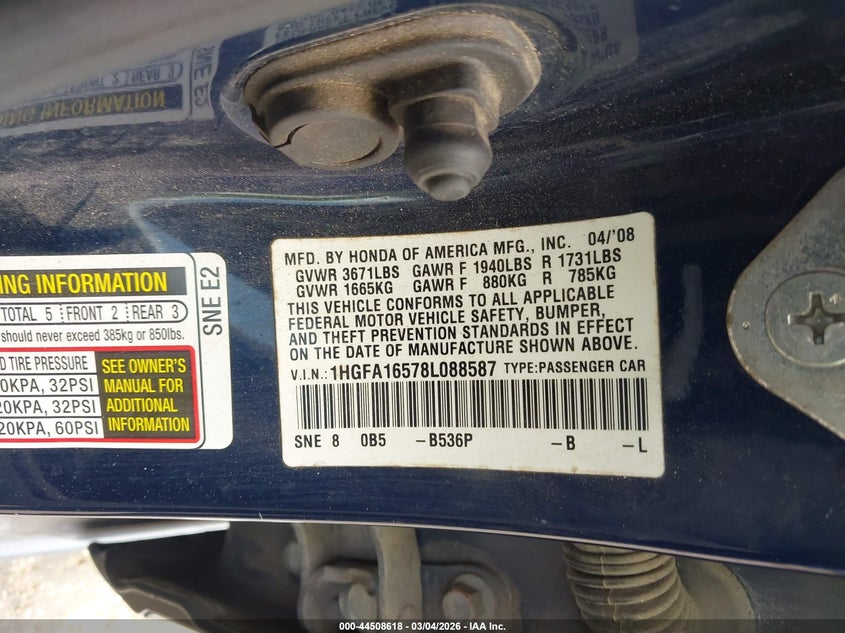 ING INFORMATION
TOTAL 5 FRONT 2 REAR 3
should never exceed 385kg or 850lbs.
TIRE PRESSURE
0KPA, 32PSI
20KPA, 32PSI
20KPA, 60PSI
SEE OWNER'S
MANUAL FOR
ADDITIONAL
INFORMATION
SNE E2
MFD. BY HONDA OF AMERICA MFG., INC. 04/'08
GVWR 3671LBS GAWR F 1940LBS R 1731LBS
GVWR 1665KG GAWR F 880KG R 785KG
THIS VEHICLE CONFORMS TO ALL APPLICABLE
FEDERAL MOTOR VEHICLE SAFETY, BUMPER,
AND THEFT PREVENTION STANDARDS IN EFFECT
ON THE DATE OF MANUFACTURE SHOWN ABOVE.
V.I.N.: 1HGFA16578L088587 TYPE:PASSENGER CAR
SNE 8 0B5 -B536P -B -L
000-44508618 - 03/04/2026 - IAA Inc.